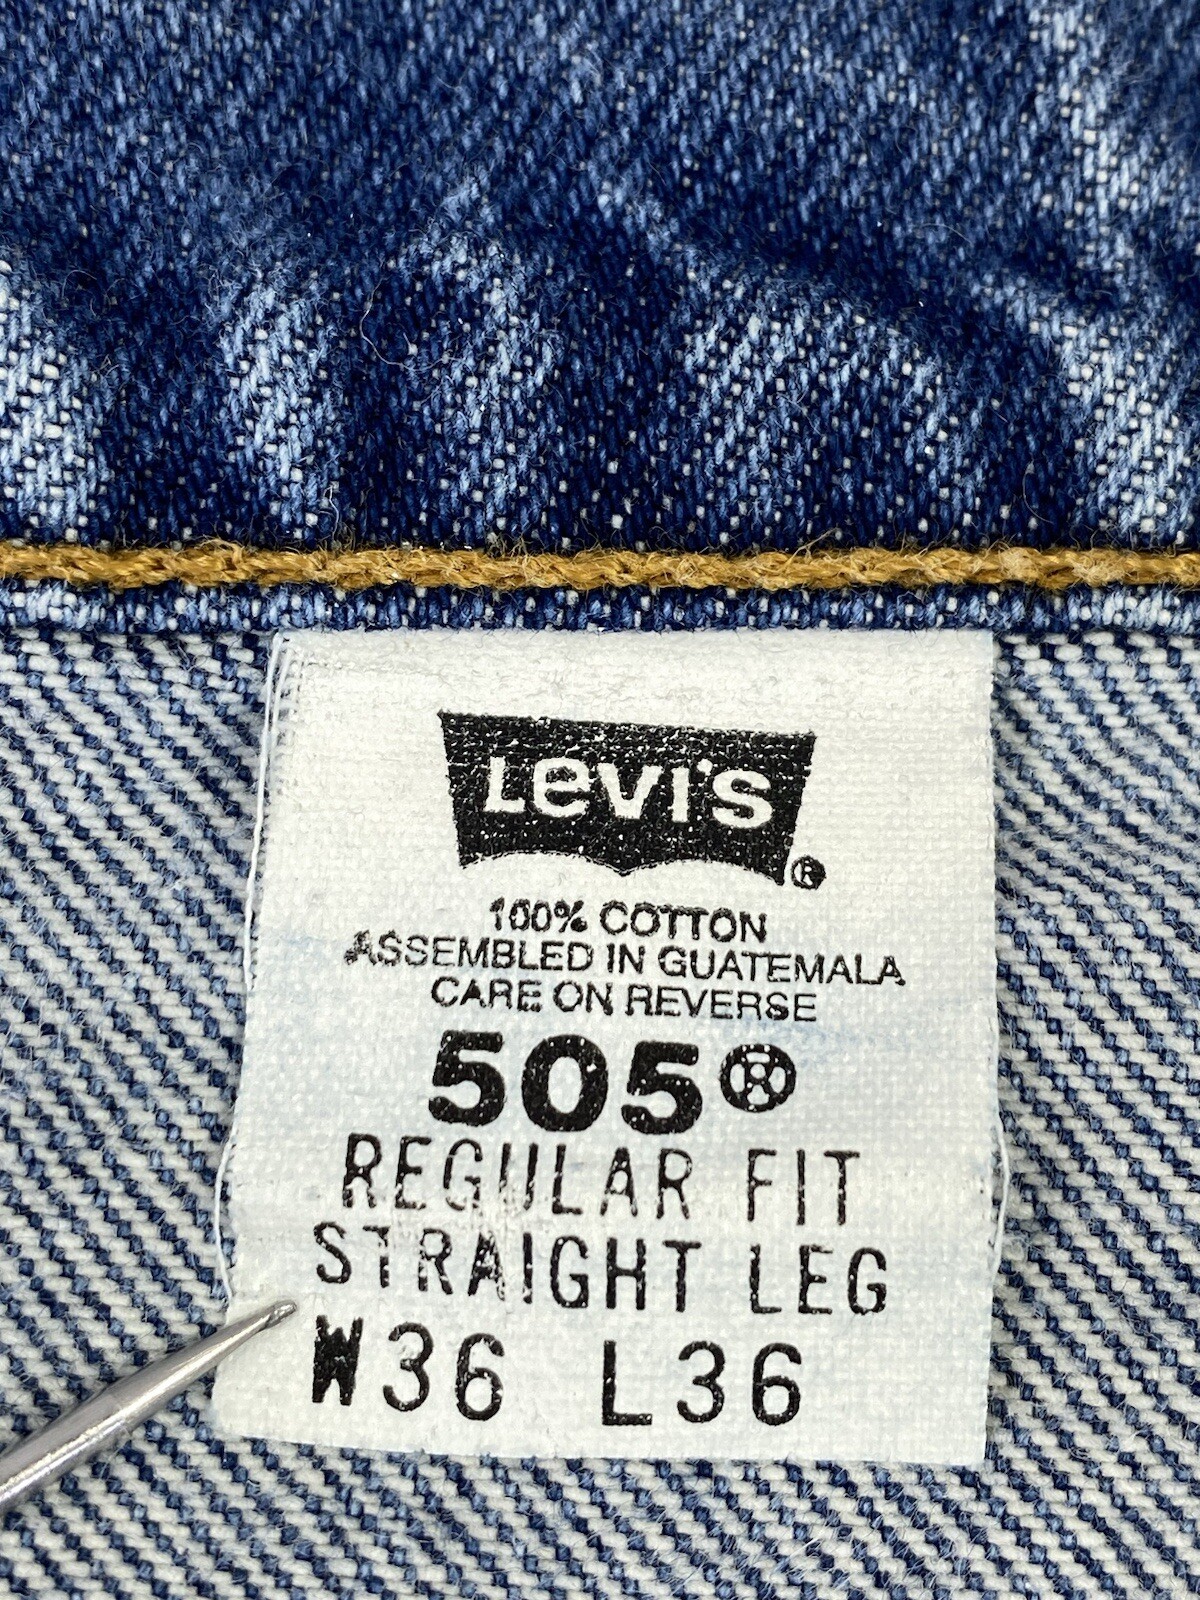 Levi's®
100% COTTON
ASSEMBLED IN GUATEMALA
CARE ON REVERSE
505®
REGULAR FIT
STRAIGHT LEG
W36 L36